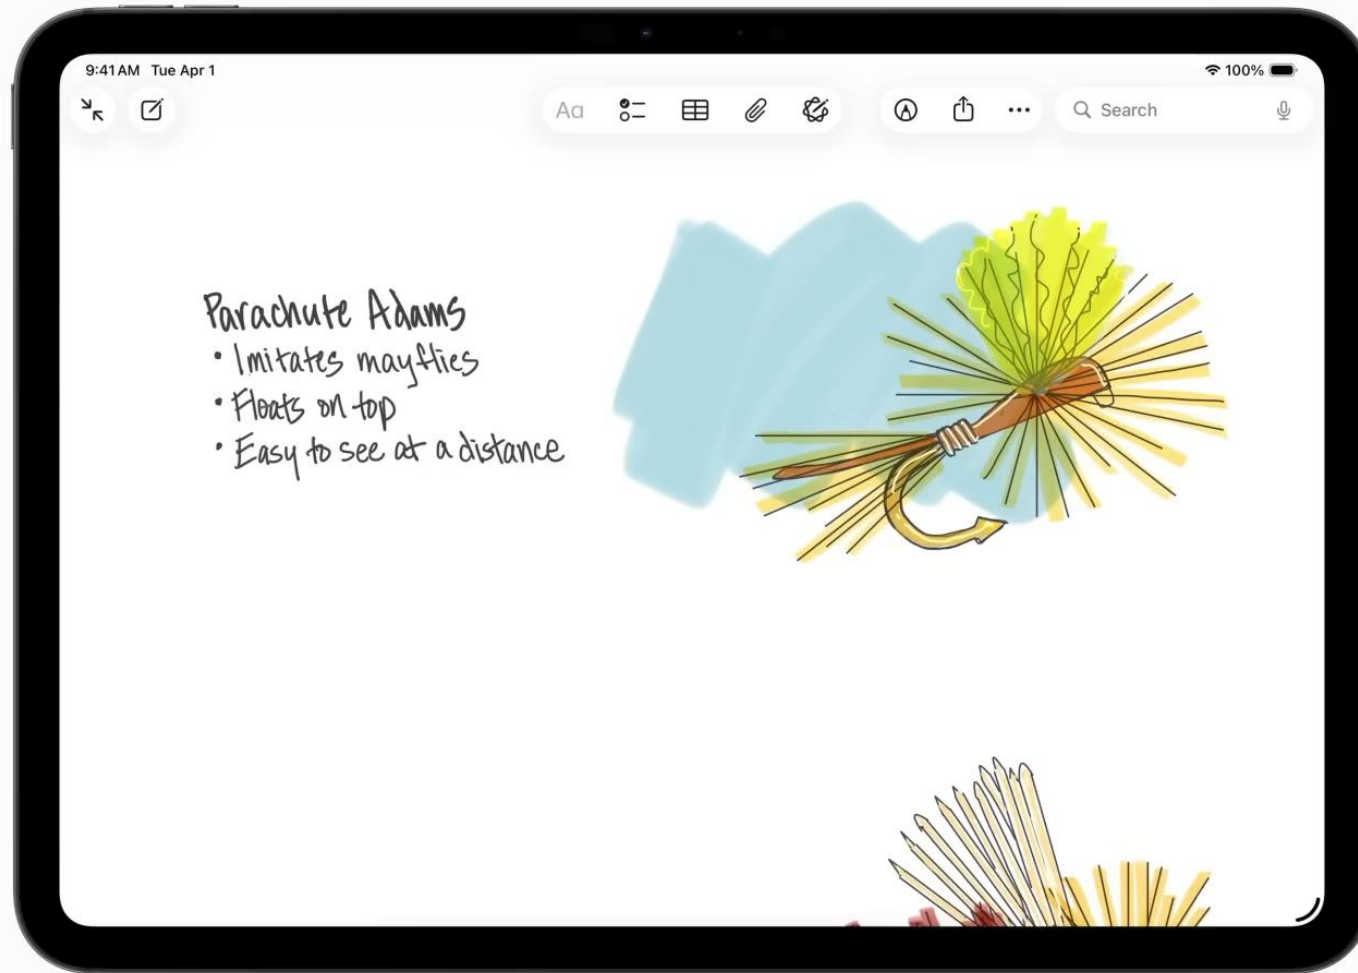 9:41 AM Tue Apr 1
100%
Aa
Search
Parachute Adams
• Imitates mayflies
• Floats on top
• Easy to see at a distance